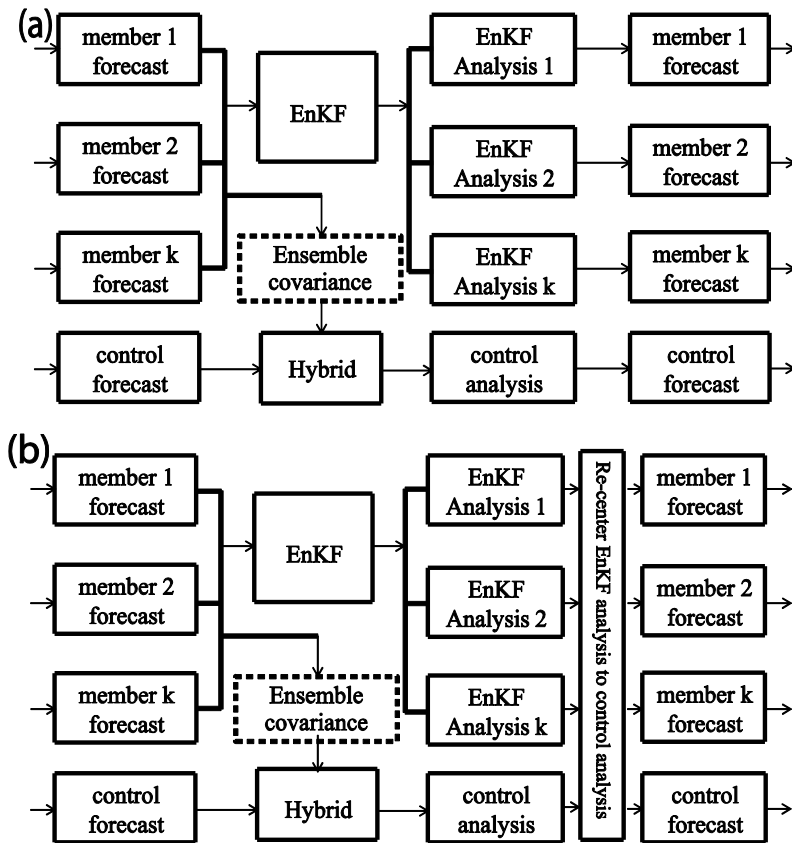 (a)
member 1
forecast
EnKF
EnKF
Analysis 1
member 1
forecast
member 2
forecast
EnKF
Analysis 2
member 2
forecast
member k
forecast
Ensemble
covariance
EnKF
Analysis k
member k
forecast
control
forecast
Hybrid
control
analysis
control
forecast
(b)
member 1
forecast
EnKF
EnKF
Analysis 1
Re-center EnKF analysis to control analysis
member 1
forecast
member 2
forecast
EnKF
Analysis 2
member 2
forecast
member k
forecast
Ensemble
covariance
EnKF
Analysis k
member k
forecast
control
forecast
Hybrid
control
analysis
control
forecast